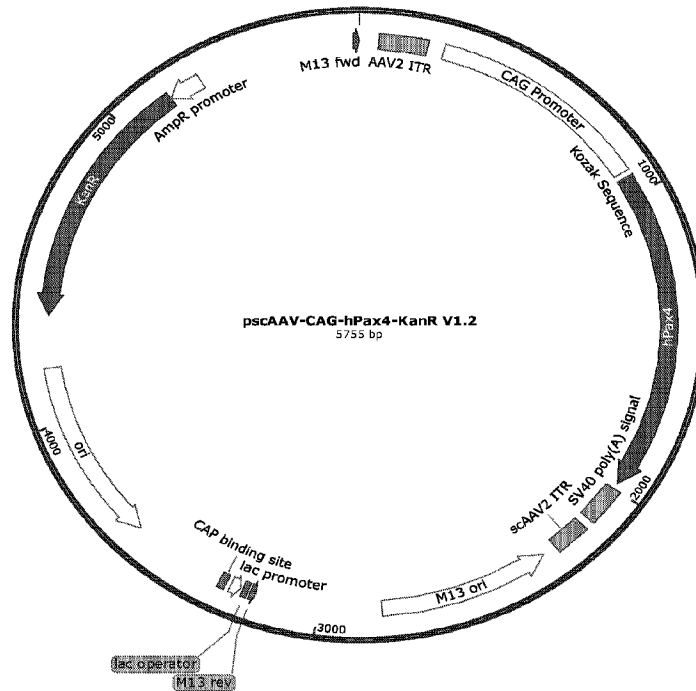 M13 fwd
AAV2 ITR
CAG Promoter
Kozak Sequence
1000
hPax4
SV40 poly(A) signal
2000
scAAV2 ITR
M13 ori
3000
lac promoter
CAP binding site
lac operator
M13 rev
ori
4000
KanR
5000
AmpR promoter
pscAAV-CAG-hPax4-KanR V1.2
5755 bp